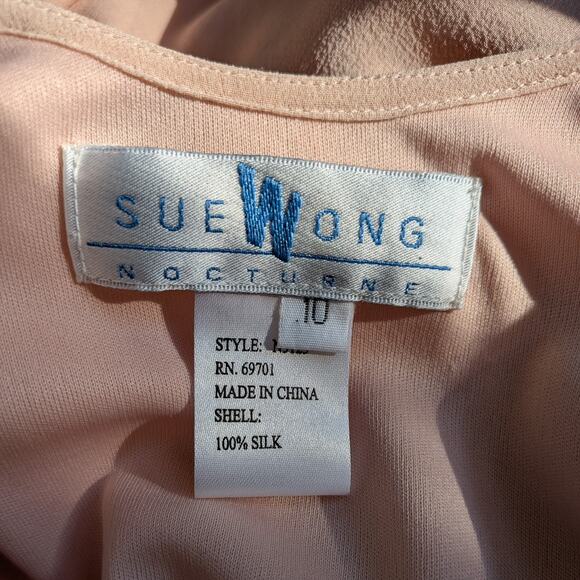 SUE WONG
NOCTURNE
10
STYLE:
RN. 69701
MADE IN CHINA
SHELL:
100% SILK